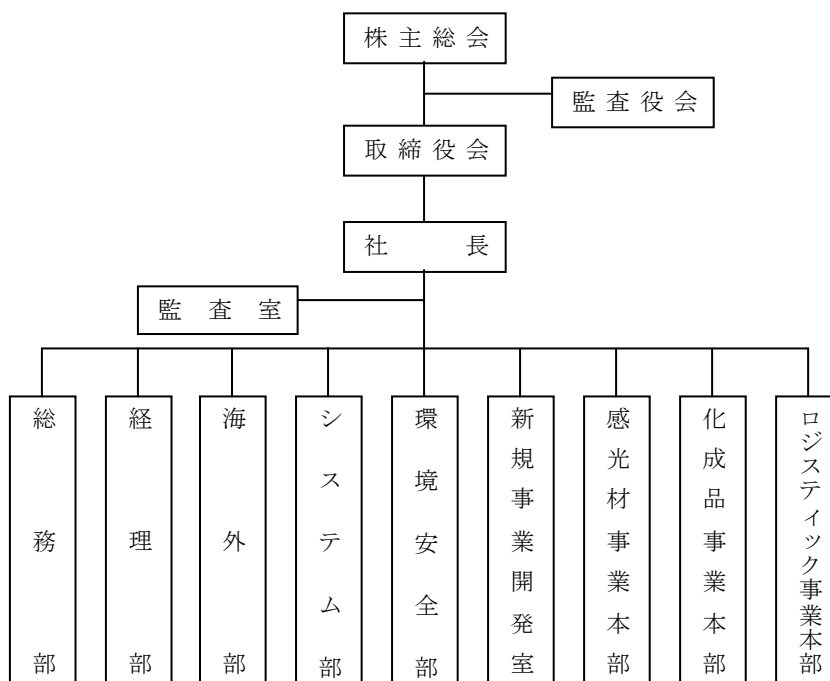 株主総会
監査役会
取締役会
社長
監査室
総務部
経理部
海外部
システム部
環境安全部
新規事業開発室
感光材事業本部
化成品事業本部
ロジスティック事業本部